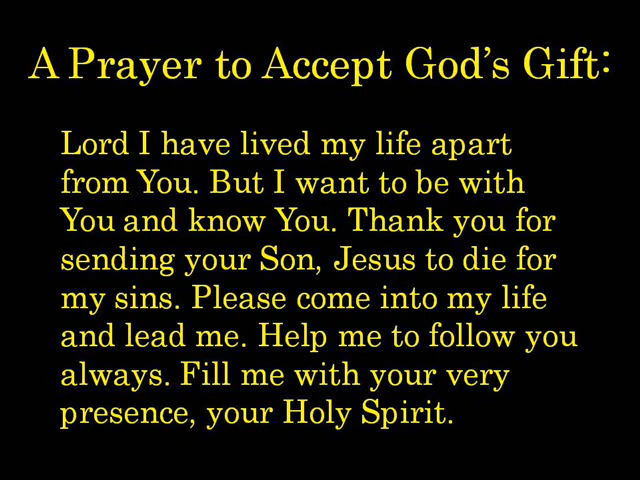 A Prayer to Accept God’s Gift:
Lord I have lived my life apart
from You. But I want to be with
You and know You. Thank you for
sending your Son, Jesus to die for
my sins. Please come into my life
and lead me. Help me to follow you
always. Fill me with your very
presence, your Holy Spirit.